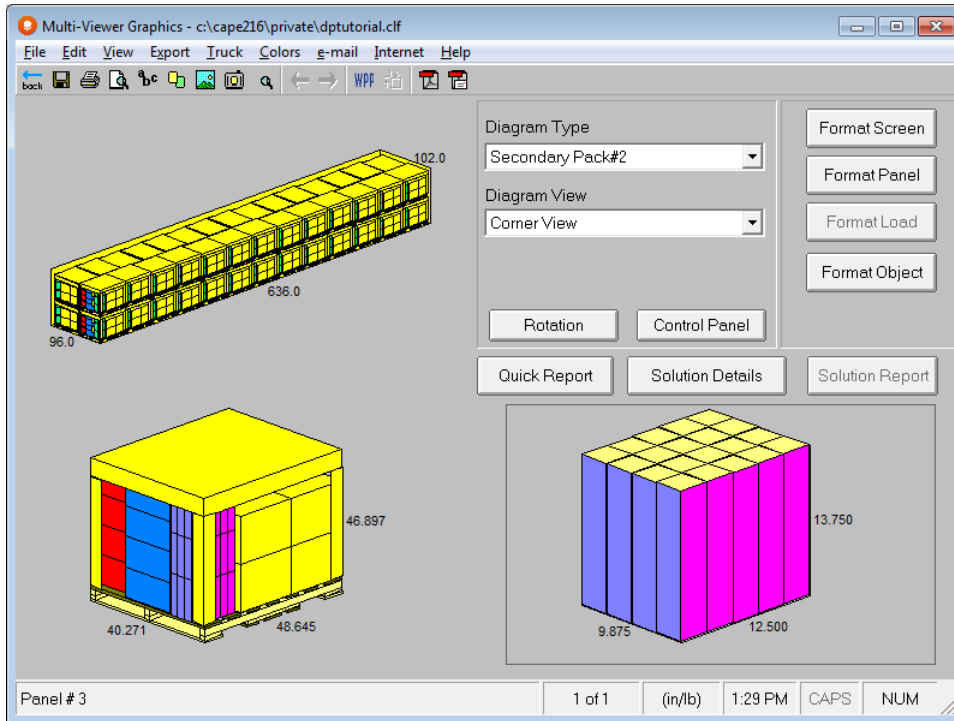 Multi-Viewer Graphics - c:\cape216\private\dptutorial.clf
File Edit View Export Truck Colors e-mail Internet Help
back abc WPF
102.0
636.0
96.0
Diagram Type
Secondary Pack#2
Diagram View
Corner View
Rotation Control Panel
Format Screen
Format Panel
Format Load
Format Object
Quick Report Solution Details Solution Report
46.897
40.271 48.645
13.750
9.875 12.500
Panel # 3 1 of 1 (in/lb) 1:29 PM CAPS NUM